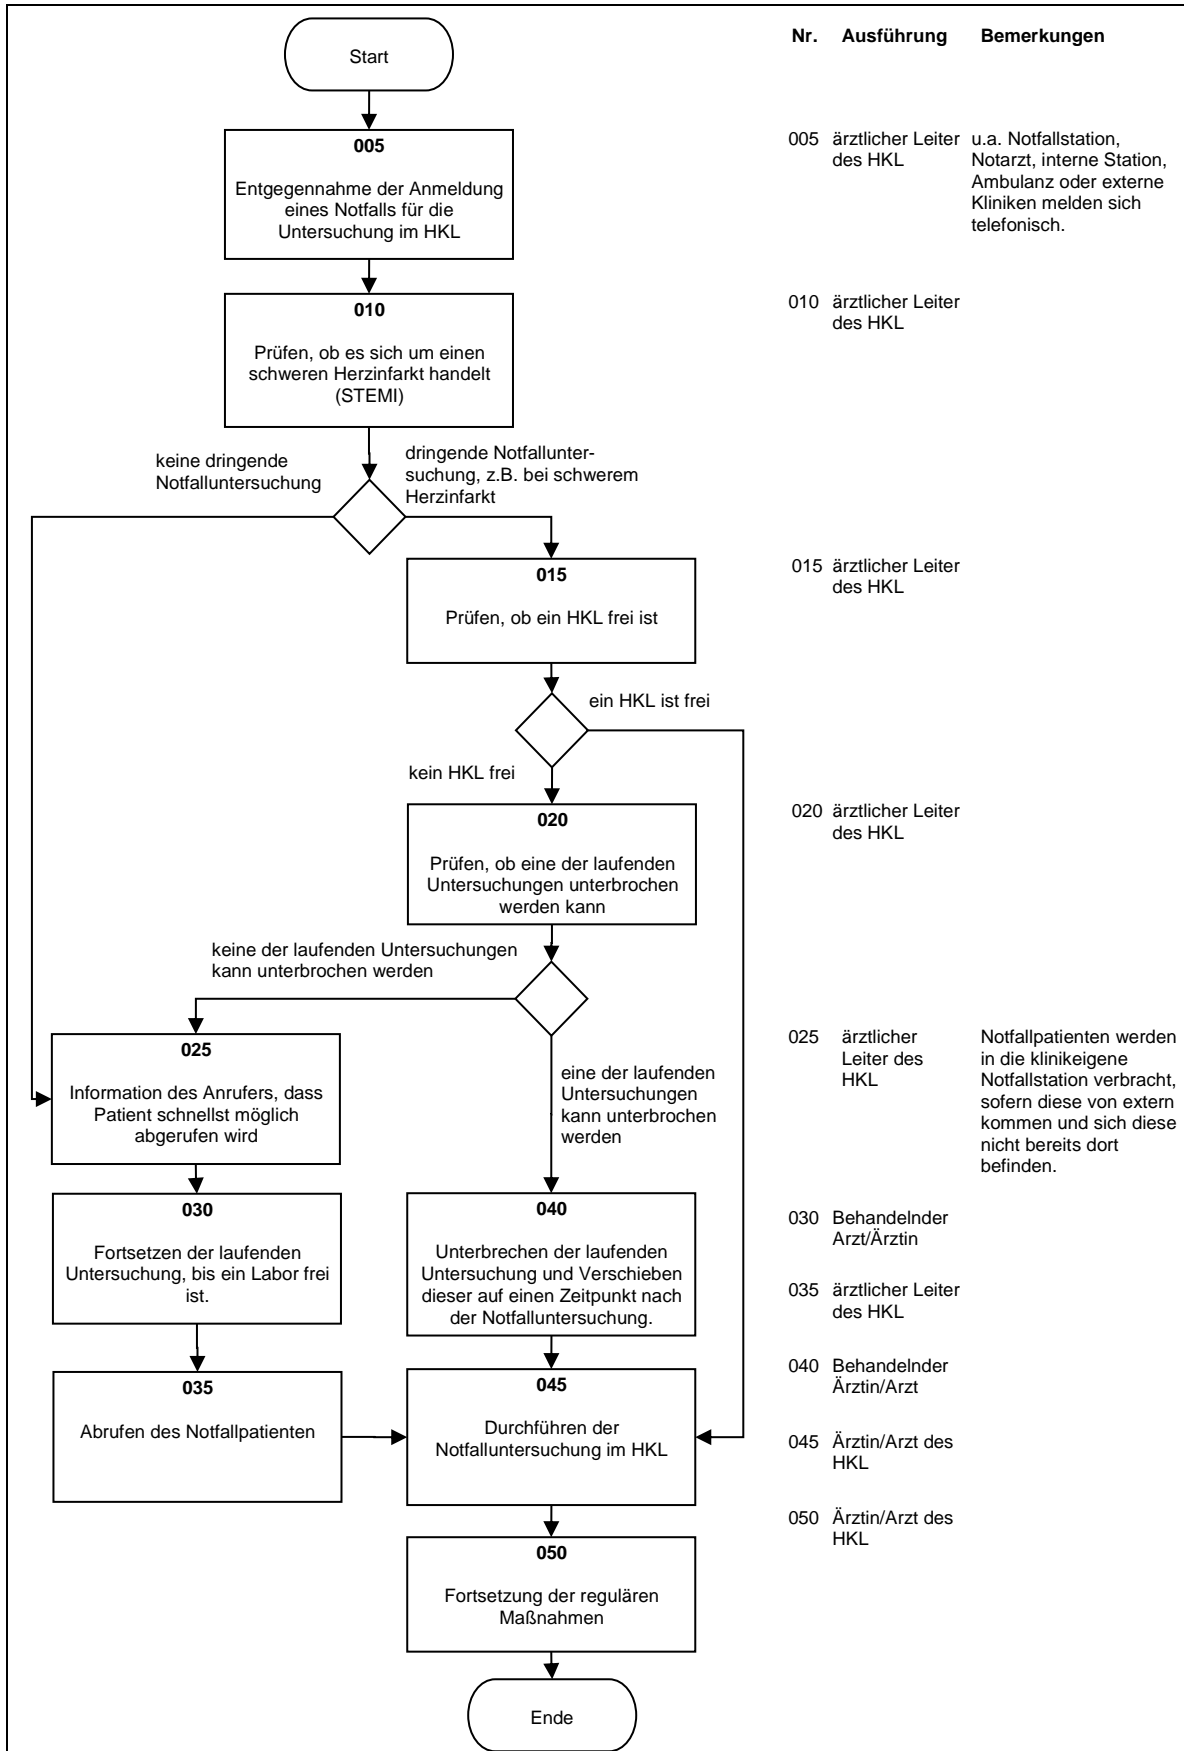 Start
Nr. Ausführung Bemerkungen
005
Entgegennahme der Anmeldung
eines Notfalls für die
Untersuchung im HKL
005 ärztlicher Leiter
des HKL
u.a. Notfallstation,
Notarzt, interne Station,
Ambulanz oder externe
Kliniken melden sich
telefonisch.
010
Prüfen, ob es sich um einen
schweren Herzinfarkt handelt
(STEMI)
010 ärztlicher Leiter
des HKL
keine dringende
Notfalluntersuchung
dringende Notfallunter-
suchung, z.B. bei schwerem
Herzinfarkt
015
Prüfen, ob ein HKL frei ist
015 ärztlicher Leiter
des HKL
ein HKL ist frei
kein HKL frei
020
Prüfen, ob eine der laufenden
Untersuchungen unterbrochen
werden kann
020 ärztlicher Leiter
des HKL
keine der laufenden Untersuchungen
kann unterbrochen werden
eine der laufenden
Untersuchungen
kann unterbrochen
werden
025
Information des Anrufers, dass
Patient schnellst möglich
abgerufen wird
025 ärztlicher
Leiter des
HKL
Notfallpatienten werden
in die klinikeigene
Notfallstation verbracht,
sofern diese von extern
kommen und sich diese
nicht bereits dort
befinden.
030
Fortsetzen der laufenden
Untersuchung, bis ein Labor frei
ist.
040
Unterbrechen der laufenden
Untersuchung und Verschieben
dieser auf einen Zeitpunkt nach
der Notfalluntersuchung.
030 Behandelnder
Arzt/Ärztin
035 ärztlicher Leiter
des HKL
035
Abrufen des Notfallpatienten
045
Durchführen der
Notfalluntersuchung im HKL
040 Behandelnder
Ärztin/Arzt
045 Ärztin/Arzt des
HKL
050 Ärztin/Arzt des
HKL
050
Fortsetzung der regulären
Maßnahmen
Ende